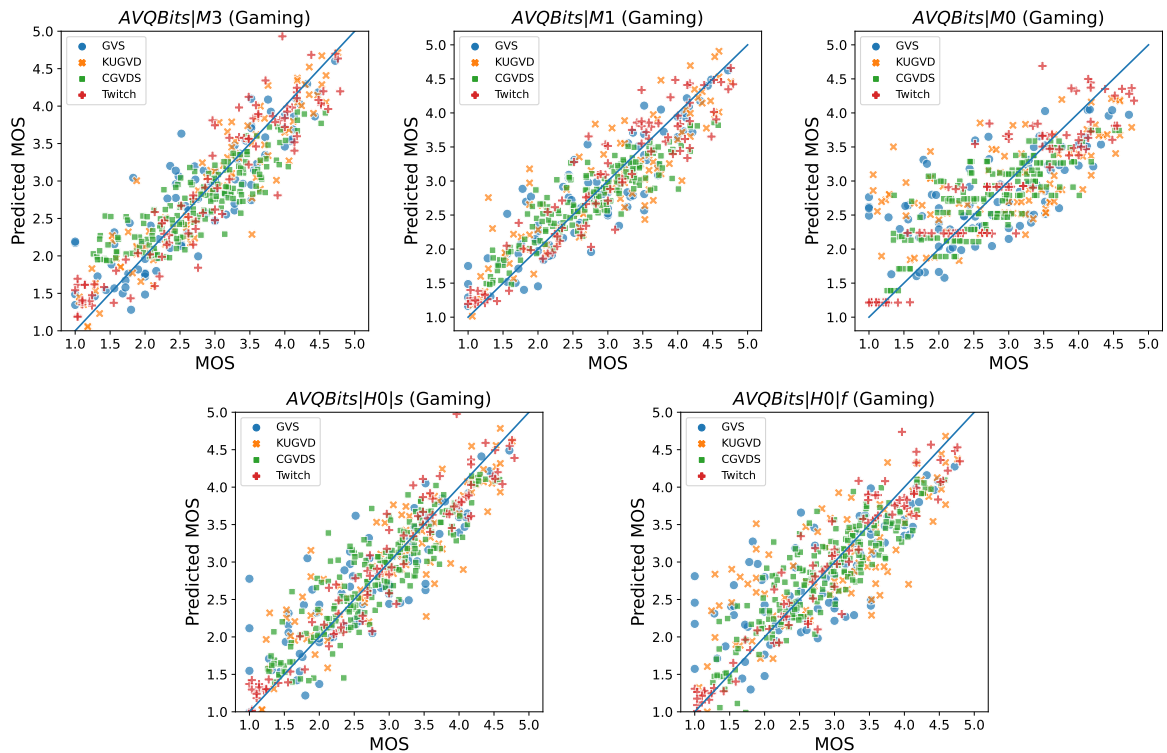 AVQBits|M3 (Gaming)
5.0
4.5
4.0
3.5
3.0
2.5
2.0
1.5
1.0
Predicted MOS
GVS
KUGVD
CGVDS
Twitch
1.0 1.5 2.0 2.5 3.0 3.5 4.0 4.5 5.0
MOS
AVQBits|M1 (Gaming)
5.0
4.5
4.0
3.5
3.0
2.5
2.0
1.5
1.0
Predicted MOS
GVS
KUGVD
CGVDS
Twitch
1.0 1.5 2.0 2.5 3.0 3.5 4.0 4.5 5.0
MOS
AVQBits|M0 (Gaming)
5.0
4.5
4.0
3.5
3.0
2.5
2.0
1.5
1.0
Predicted MOS
GVS
KUGVD
CGVDS
Twitch
1.0 1.5 2.0 2.5 3.0 3.5 4.0 4.5 5.0
MOS
AVQBits|H0|s (Gaming)
5.0
4.5
4.0
3.5
3.0
2.5
2.0
1.5
1.0
Predicted MOS
GVS
KUGVD
CGVDS
Twitch
1.0 1.5 2.0 2.5 3.0 3.5 4.0 4.5 5.0
MOS
AVQBits|H0|f (Gaming)
5.0
4.5
4.0
3.5
3.0
2.5
2.0
1.5
1.0
Predicted MOS
GVS
KUGVD
CGVDS
Twitch
1.0 1.5 2.0 2.5 3.0 3.5 4.0 4.5 5.0
MOS